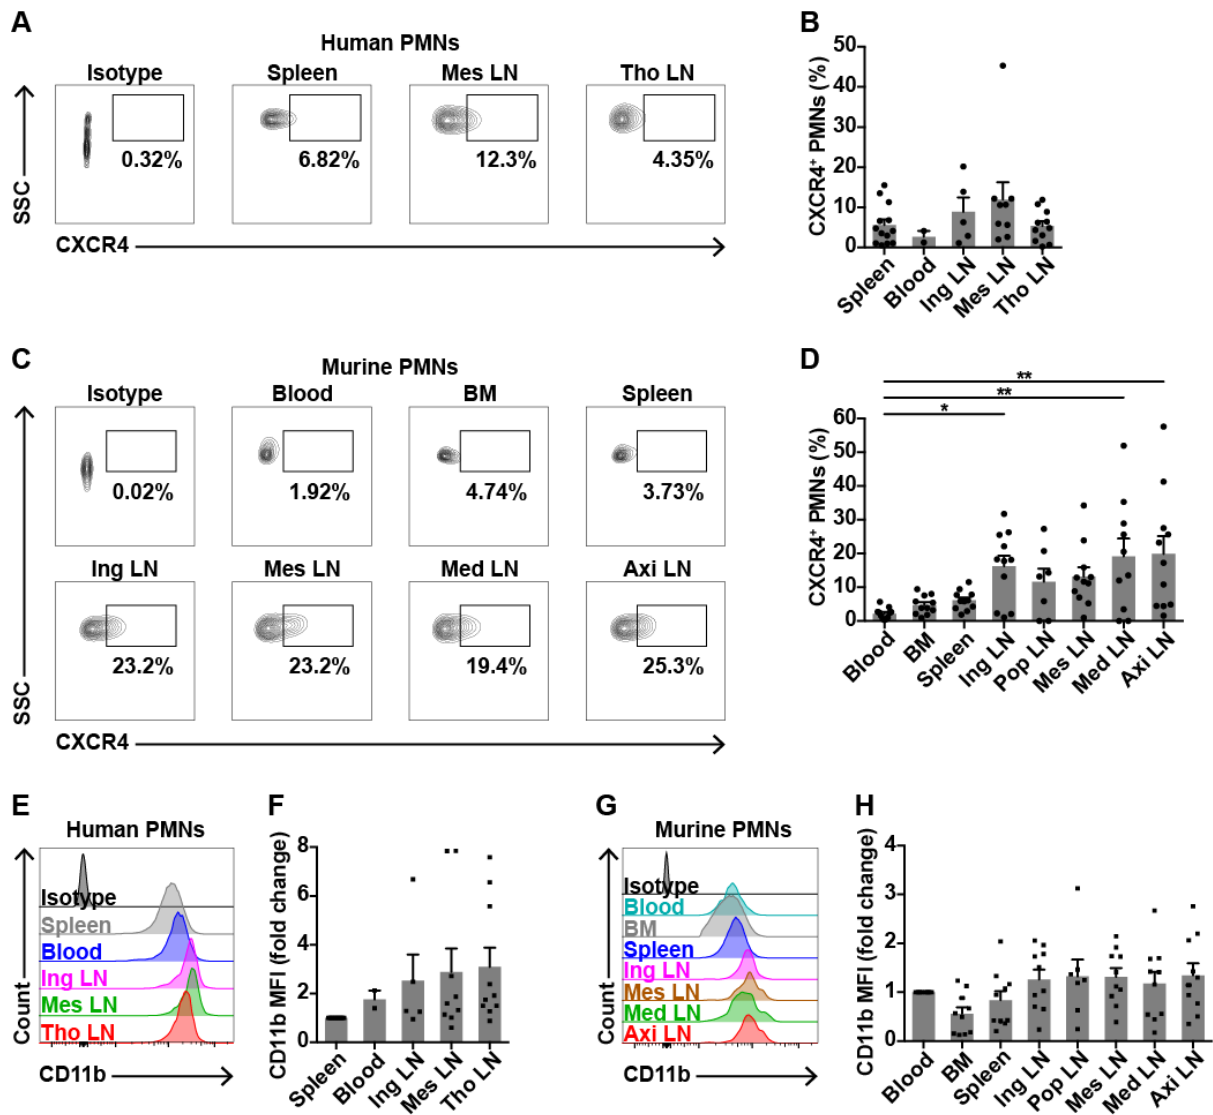 A
Human PMNs
Isotype Spleen Mes LN Tho LN
0.32% 6.82% 12.3% 4.35%
SSC
CXCR4
B
CXCR4+ PMNs (%)
50
40
30
20
10
0
Spleen Blood Ing LN Mes LN Tho LN
C
Murine PMNs
Isotype Blood BM Spleen
0.02% 1.92% 4.74% 3.73%
Ing LN Mes LN Med LN Axi LN
23.2% 23.2% 19.4% 25.3%
SSC
CXCR4
D
**
**
*
CXCR4+ PMNs (%)
60
50
40
30
20
10
0
Blood BM Spleen Ing LN Pop LN Mes LN Med LN Axi LN
E
Human PMNs
Isotype
Spleen
Blood
Ing LN
Mes LN
Tho LN
Count
CD11b
F
CD11b MFI (fold change)
8
6
4
2
0
Spleen Blood Ing LN Mes LN Tho LN
G
Murine PMNs
Isotype
Blood
BM
Spleen
Ing LN
Mes LN
Med LN
Axi LN
Count
CD11b
H
CD11b MFI (fold change)
4
3
2
1
0
Blood BM Spleen Ing LN Pop LN Mes LN Med LN Axi LN